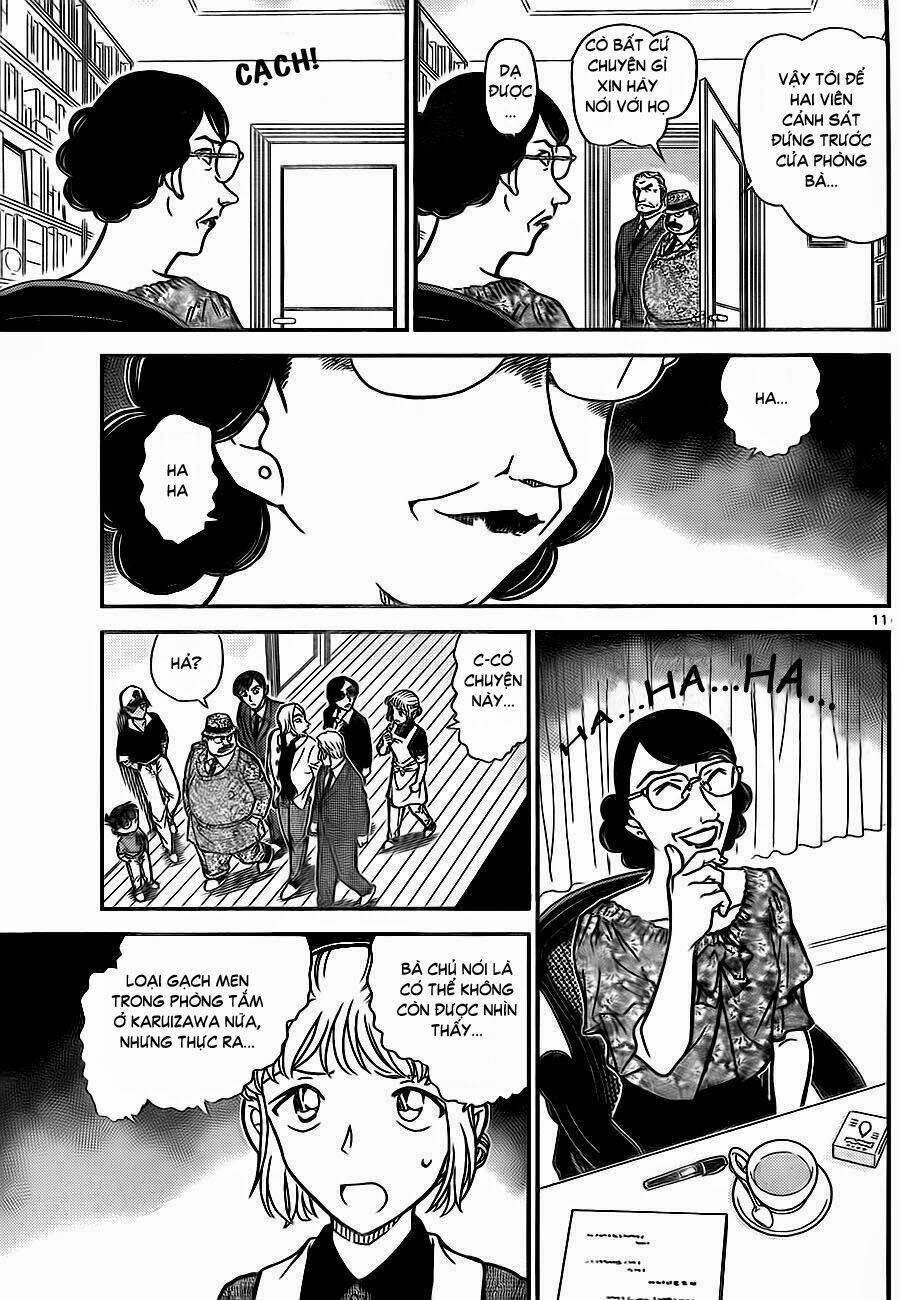 VẬY TÔI ĐỂ
HAI VIÊN
CẢNH SÁT
ĐỨNG TRƯỚC
CỬA PHÒNG
BÀ...
CÒ BẤT CỨ
CHUYỆN GÌ
XIN HÃY
NÓI VỚI HỌ
DẠ
ĐƯỢC
...
CẠCH!
HA...
HA
HA
11
HA...HA...HA...
C-CÓ
CHUYỆN
NÀY...
HẢ?
BÀ CHỦ NÓI LÀ
CÓ THỂ KHÔNG
CÒN ĐƯỢC NHÌN
THẤY...
LOẠI GẠCH MEN
TRONG PHÒNG TẮM
Ở KARUIZAWA NỮA,
NHƯNG THỰC RA...